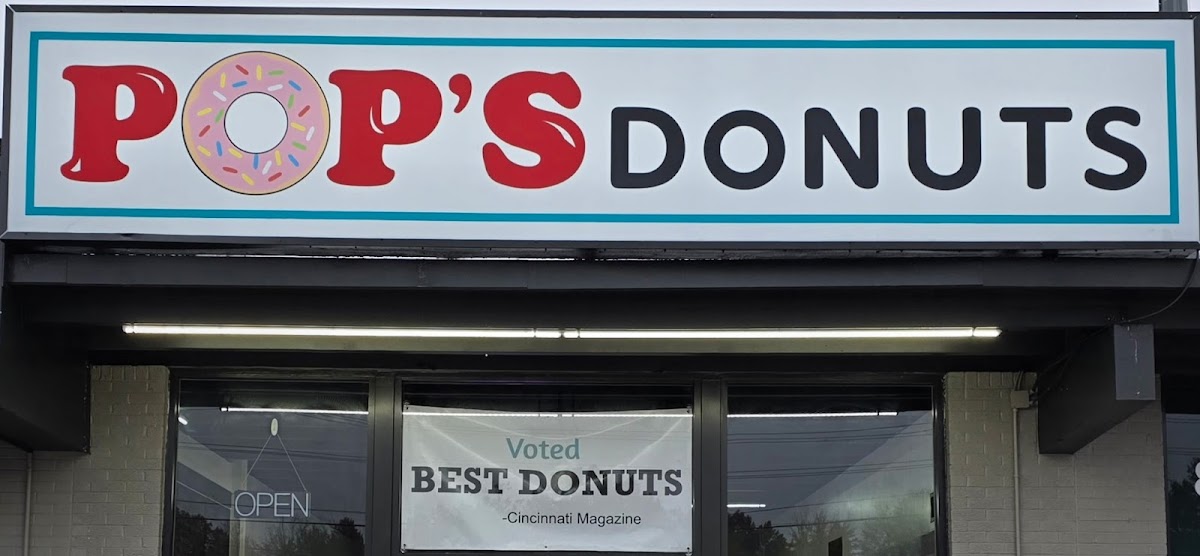 POP'S DONUTS
OPEN
Voted
BEST DONUTS
-Cincinnati Magazine